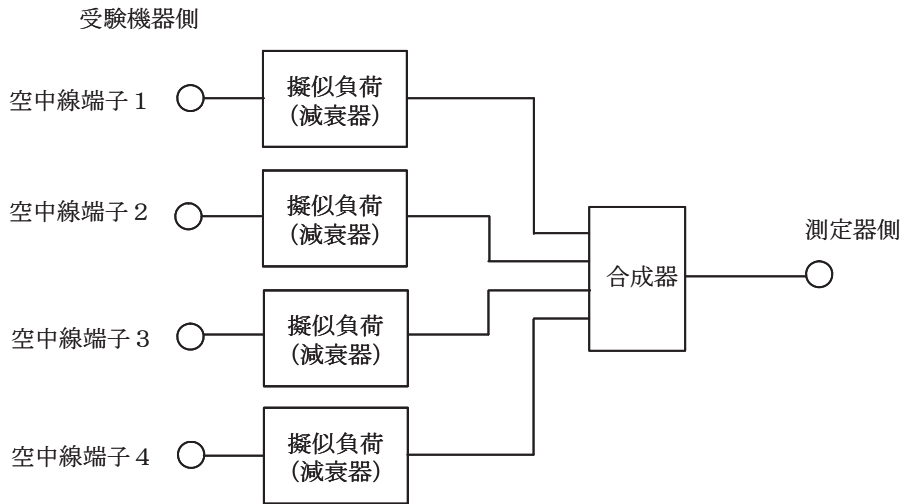 受験機器側
空中線端子1
擬似負荷
(減衰器)
空中線端子2
擬似負荷
(減衰器)
合成器
測定器側
空中線端子3
擬似負荷
(減衰器)
空中線端子4
擬似負荷
(減衰器)